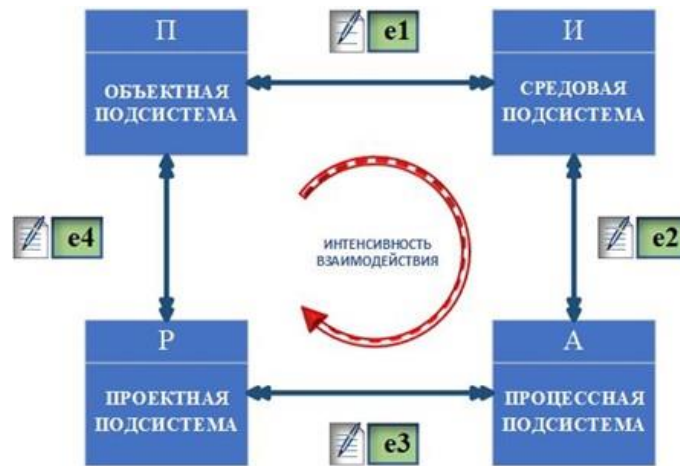 П
e1
И
ОБЪЕКТНАЯ
ПОДСИСТЕМА
СРЕДОВАЯ
ПОДСИСТЕМА
e4
ИНТЕНСИВНОСТЬ
ВЗАИМОДЕЙСТВИЯ
e2
Р
А
ПРОЕКТНАЯ
ПОДСИСТЕМА
ПРОЦЕССНАЯ
ПОДСИСТЕМА
e3